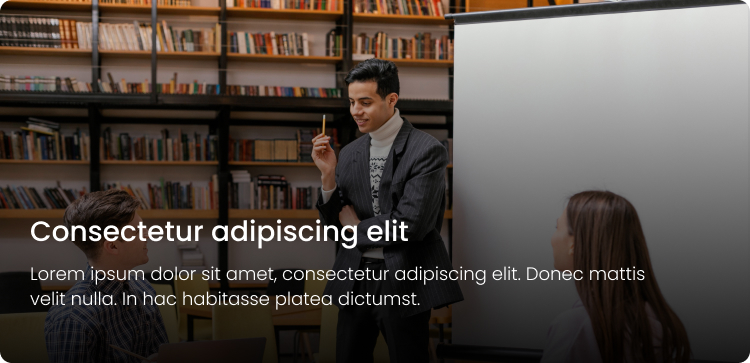 Consectetur adipiscing elit
Lorem ipsum dolor sit amet, consectetur adipiscing elit. Donec mattis
velit nulla. In hac habitasse platea dictumst.